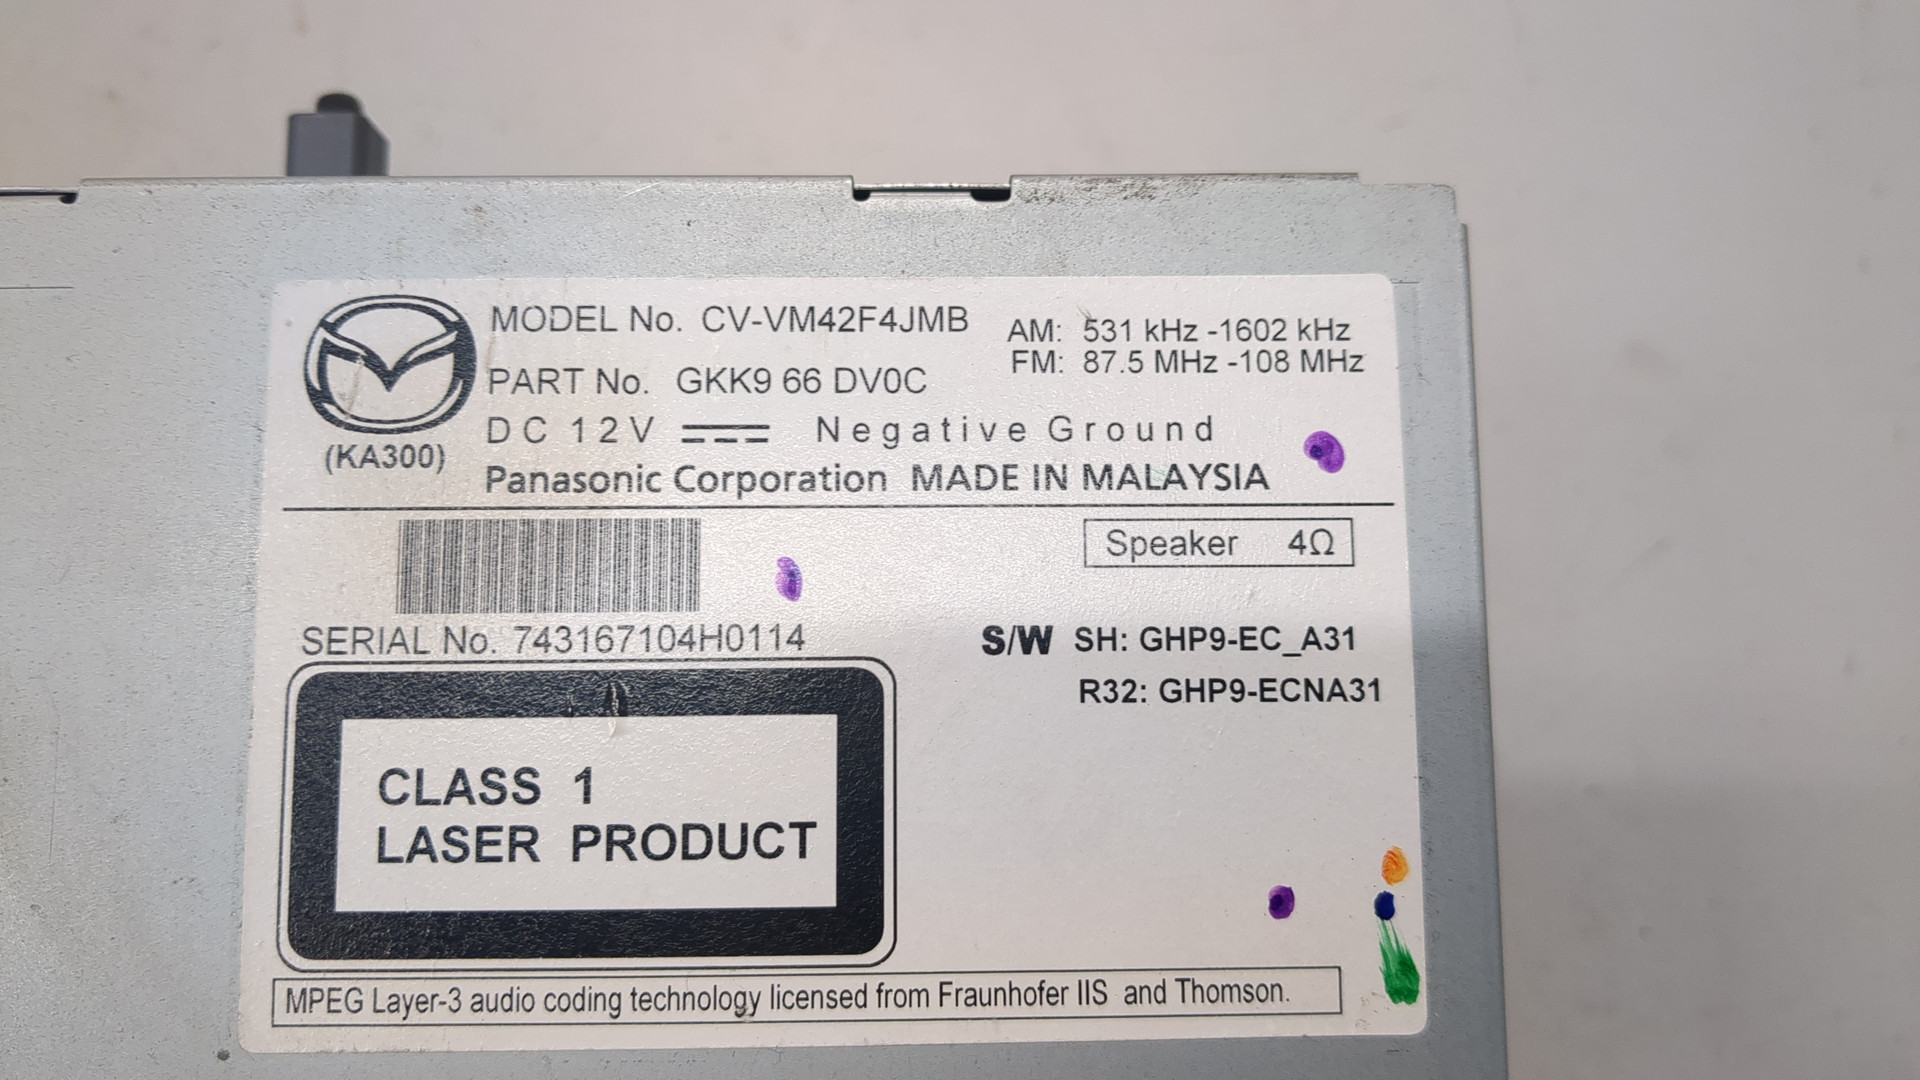 MODEL No. CV-VM42F4JMB
AM: 531 kHz -1602 kHz
FM: 87.5 MHz -108 MHz
PART No. GKK9 66 DV0C
DC 12V Negative Ground
(KA300)
Panasonic Corporation MADE IN MALAYSIA
Speaker 4Ω
SERIAL No. 743167104H0114
S/W SH: GHP9-EC_A31
R32: GHP9-ECNA31
CLASS 1
LASER PRODUCT
MPEG Layer-3 audio coding technology licensed from Fraunhofer IIS and Thomson.